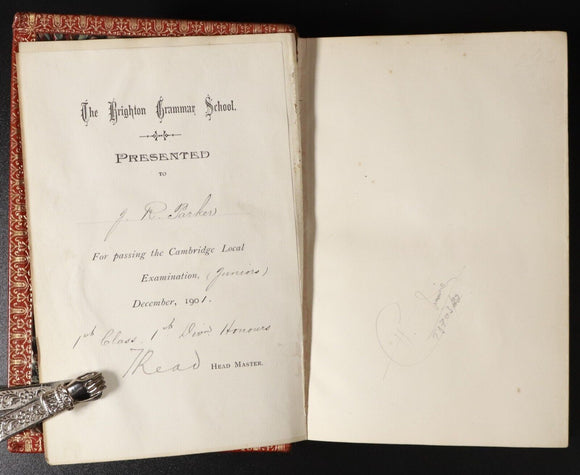 The Brighton Grammar School.
PRESENTED
TO
J. R. Parker
For passing the Cambridge Local
Examination, (Juniors)
December, 1901.
1st Class. 1st Divn Honours
HEAD MASTER.